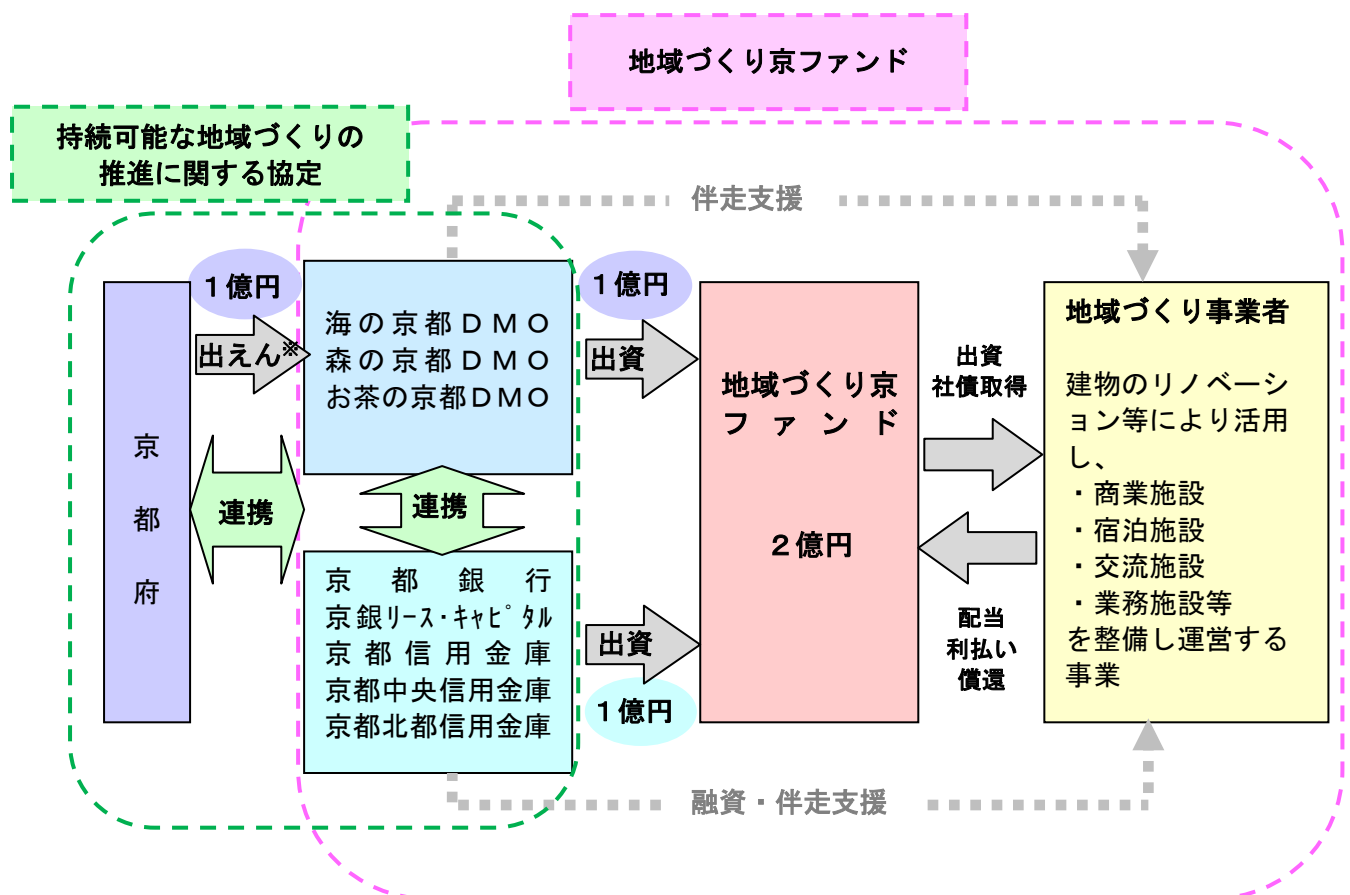 地域づくり京ファンド
持続可能な地域づくりの
推進に関する協定
伴走支援
１億円
出えん※
京
都
府
連携
海の京都ＤＭＯ
森の京都ＤＭＯ
お茶の京都ＤＭＯ
連携
京都銀行
京銀ﾘｰｽ・ｷｬﾋﾟﾀﾙ
京都信用金庫
京都中央信用金庫
京都北都信用金庫
１億円
出資
出資
１億円
地域づくり京
ファンド
２億円
出資
社債取得
配当
利払い
償還
地域づくり事業者
建物のリノベーシ
ョン等により活用
し、
・商業施設
・宿泊施設
・交流施設
・業務施設等
を整備し運営する
事業
融資・伴走支援